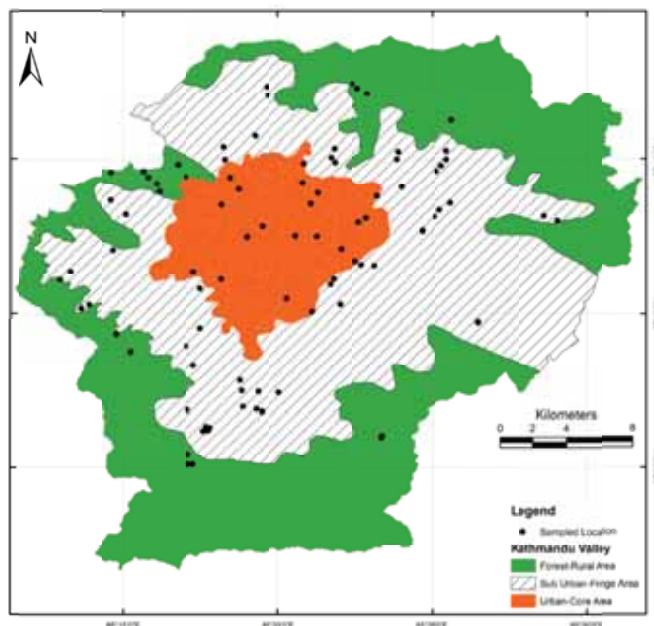 N
Kilometers
0 2 4 8
Legend
Sampled Location
Kathmandu Valley
Forest-Rural Area
Sub Urban-Fringe Area
Urban-Core Area